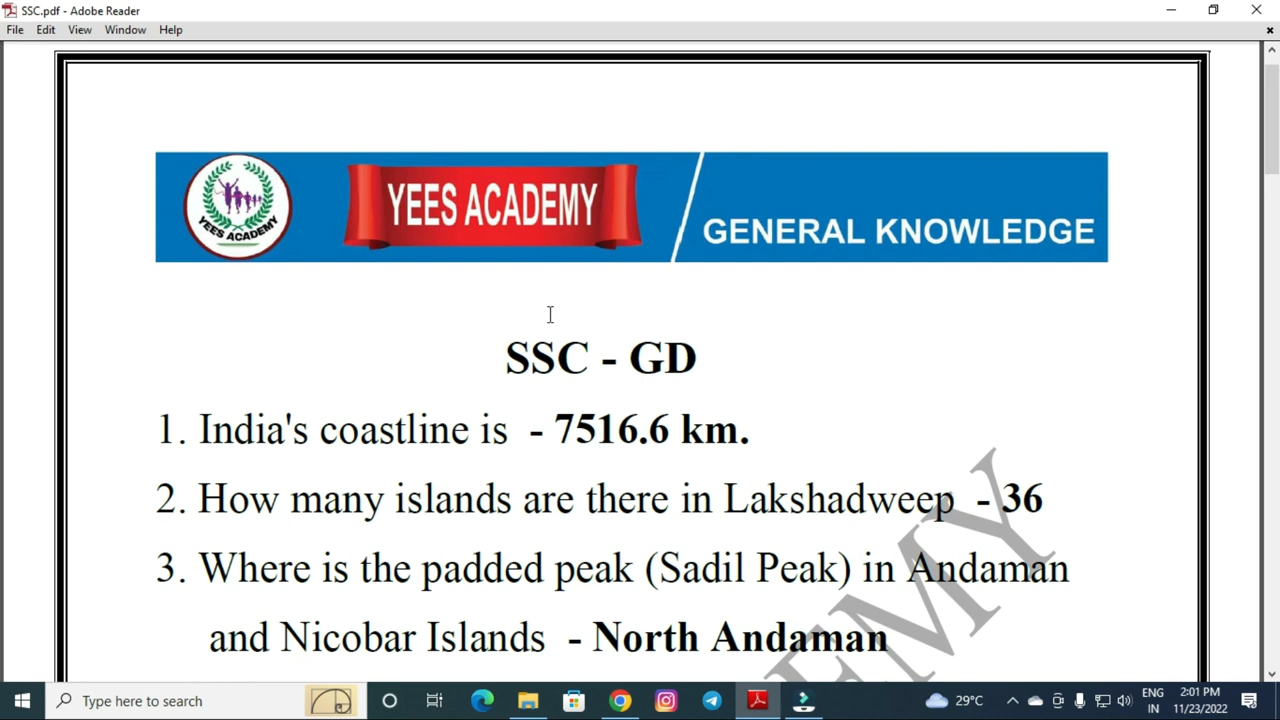 SSC.pdf - Adobe Reader
File Edit View Window Help
YEES ACADEMY
YEES ACADEMY
GENERAL KNOWLEDGE
SSC - GD
1. India's coastline is - 7516.6 km.
2. How many islands are there in Lakshadweep - 36
3. Where is the padded peak (Sadil Peak) in Andaman
and Nicobar Islands - North Andaman
EMY
Type here to search
29°C
ENG
IN
2:01 PM
11/23/2022